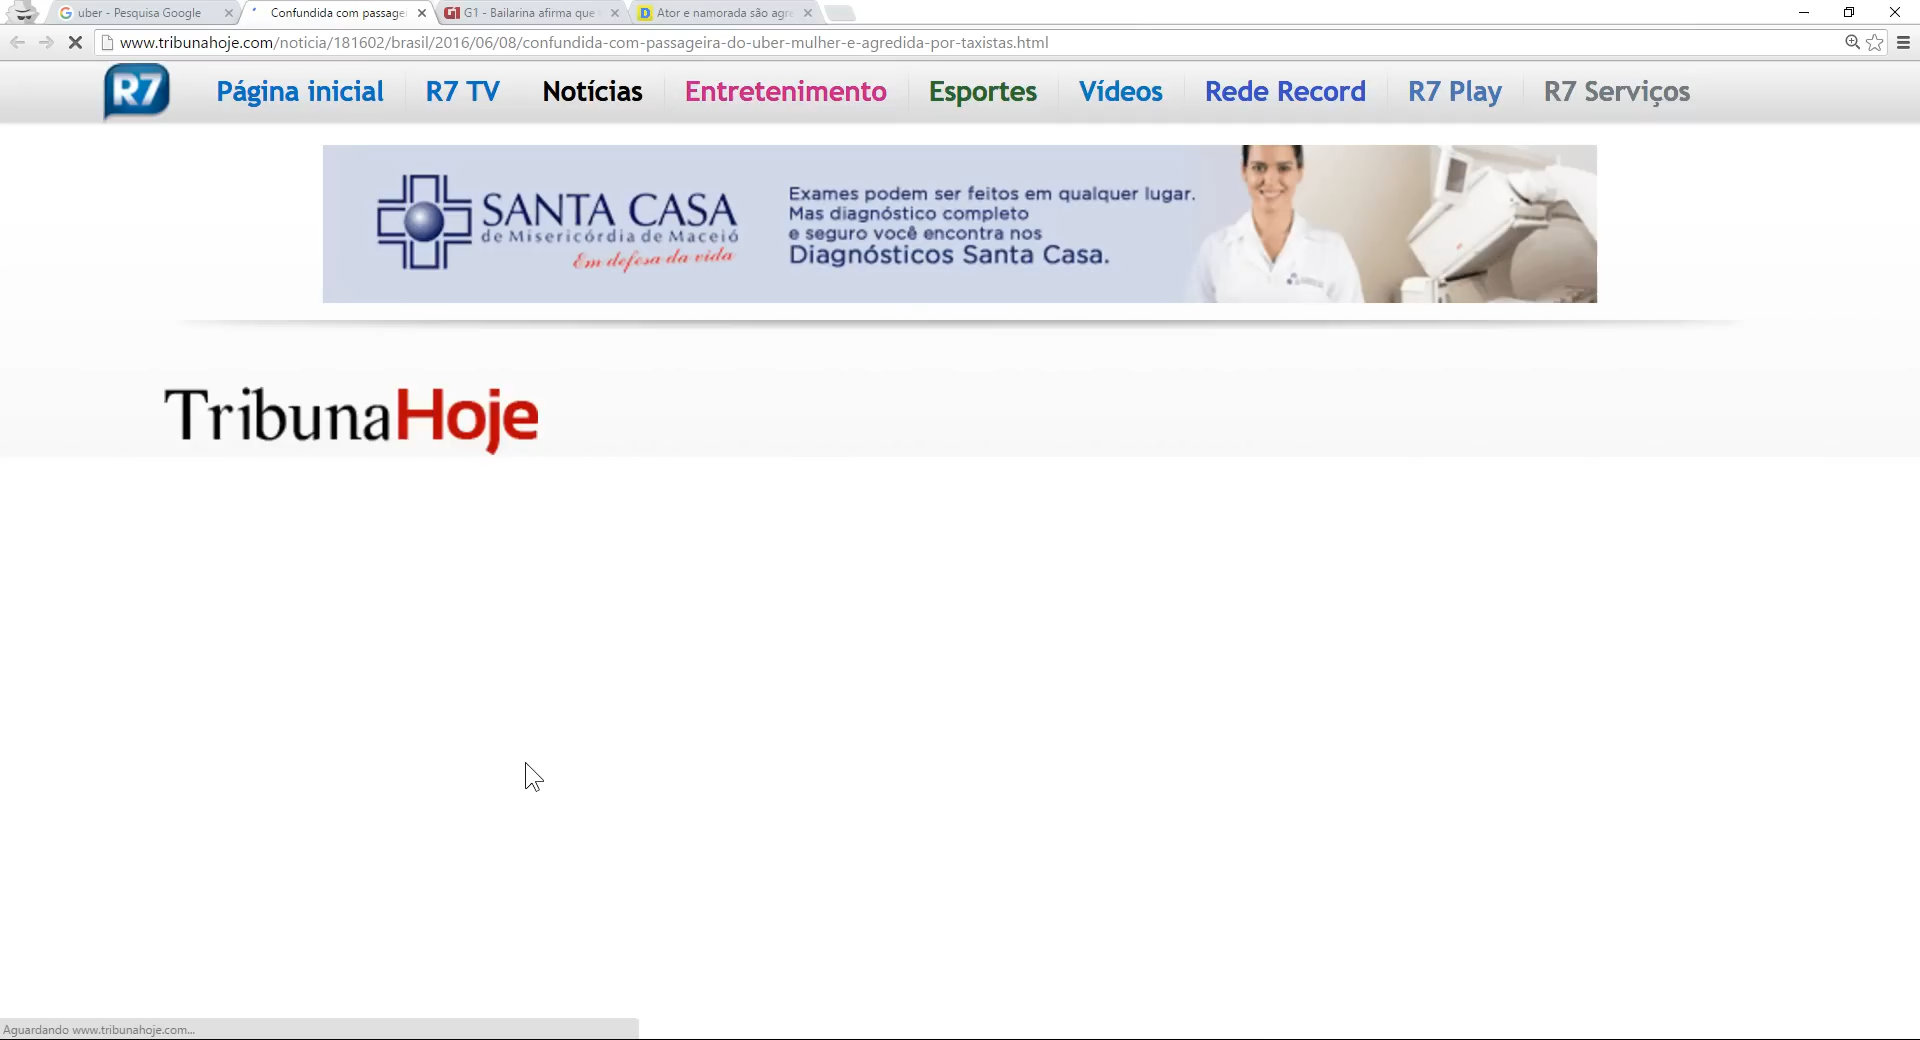 uber - Pesquisa Google
Confundida com passage
G1 - Bailarina afirma que
Ator e namorada são agre
www.tribunahoje.com/noticia/181602/brasil/2016/06/08/confundida-com-passageira-do-uber-mulher-e-agredida-por-taxistas.html
R7 Página inicial R7 TV Notícias Entretenimento Esportes Vídeos Rede Record R7 Play R7 Serviços
SANTA CASA
de Misericórdia de Maceió
Em defesa da vida
Exames podem ser feitos em qualquer lugar.
Mas diagnóstico completo
e seguro você encontra nos
Diagnósticos Santa Casa.
TribunaHoje
Aguardando www.tribunahoje.com...